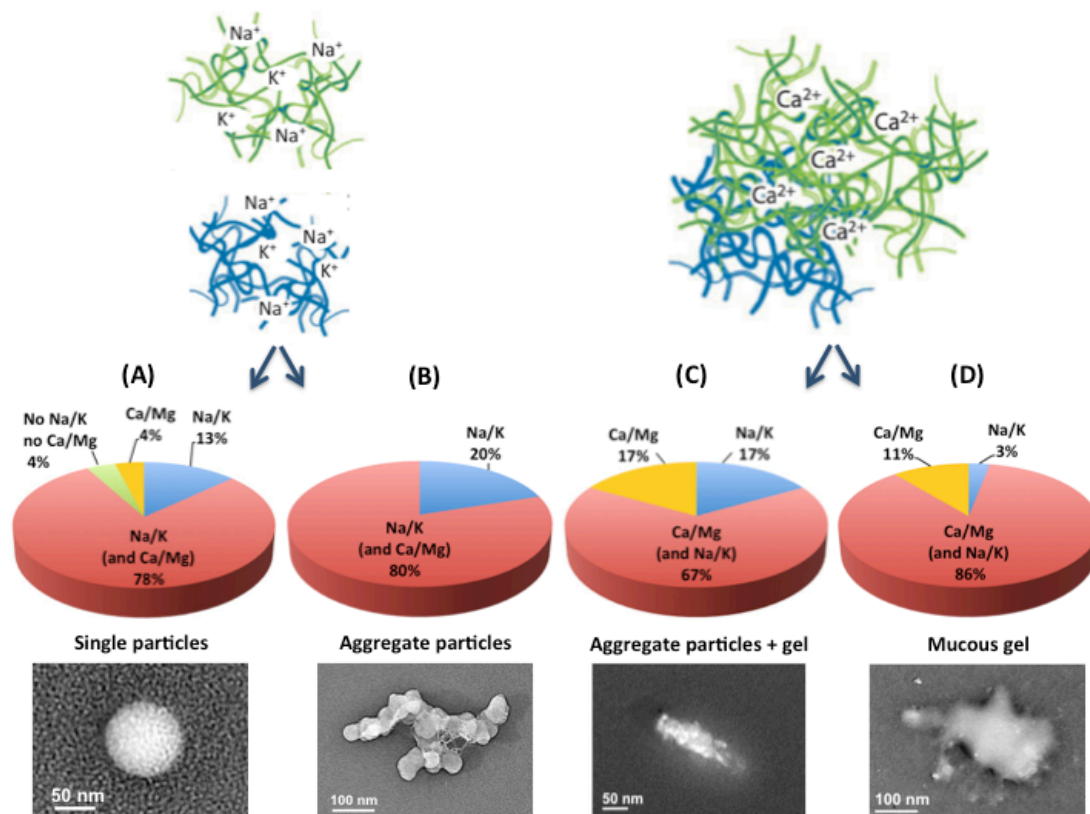 Na⁺
Na⁺
K⁺
K⁺
Na⁺
Na⁺
Na⁺
K⁺
K⁺
Na⁺
Ca²⁺
Ca²⁺
Ca²⁺
Ca²⁺
Ca²⁺
(A)
(B)
(C)
(D)
No Na/K
no Ca/Mg
4%
Ca/Mg
4%
Na/K
13%
Na/K
(and Ca/Mg)
78%
Na/K
20%
Na/K
(and Ca/Mg)
80%
Ca/Mg
17%
Na/K
17%
Ca/Mg
(and Na/K)
67%
Ca/Mg
11%
Na/K
3%
Ca/Mg
(and Na/K)
86%
Single particles
Aggregate particles
Aggregate particles + gel
Mucous gel
50 nm
100 nm
50 nm
100 nm